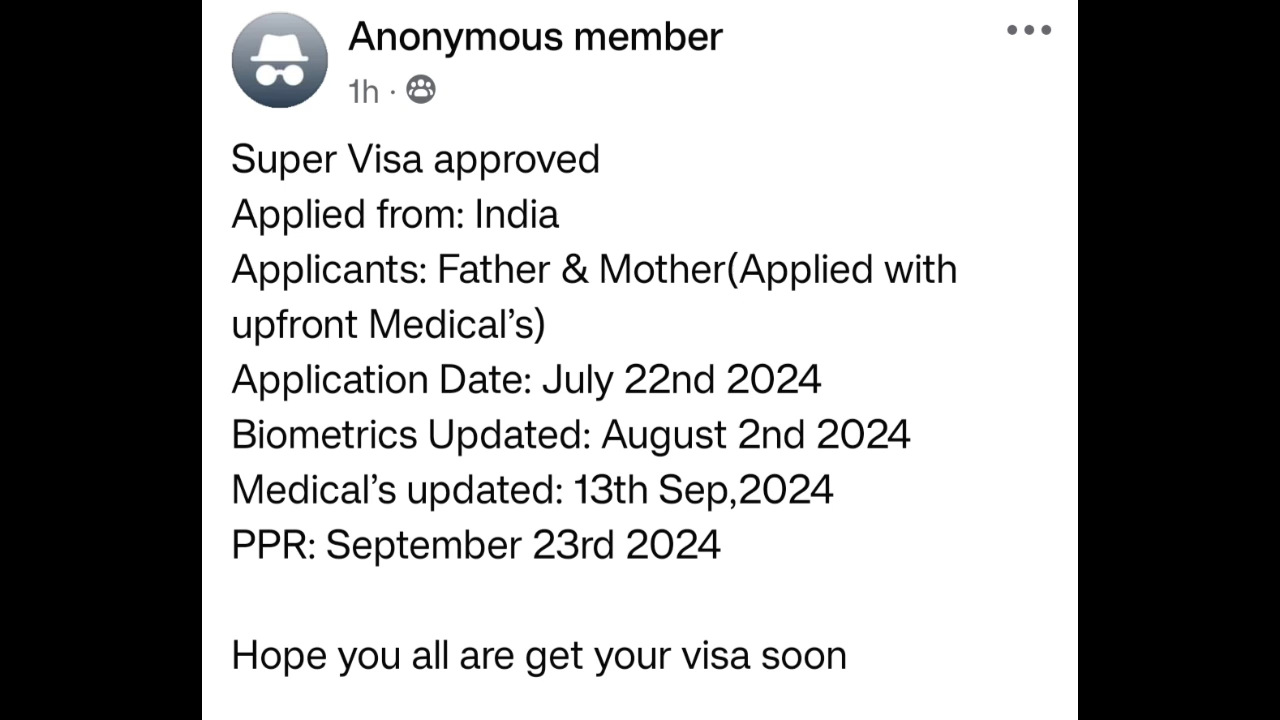 Anonymous member
1h ·
Super Visa approved
Applied from: India
Applicants: Father & Mother(Applied with
upfront Medical’s)
Application Date: July 22nd 2024
Biometrics Updated: August 2nd 2024
Medical’s updated: 13th Sep,2024
PPR: September 23rd 2024
Hope you all are get your visa soon